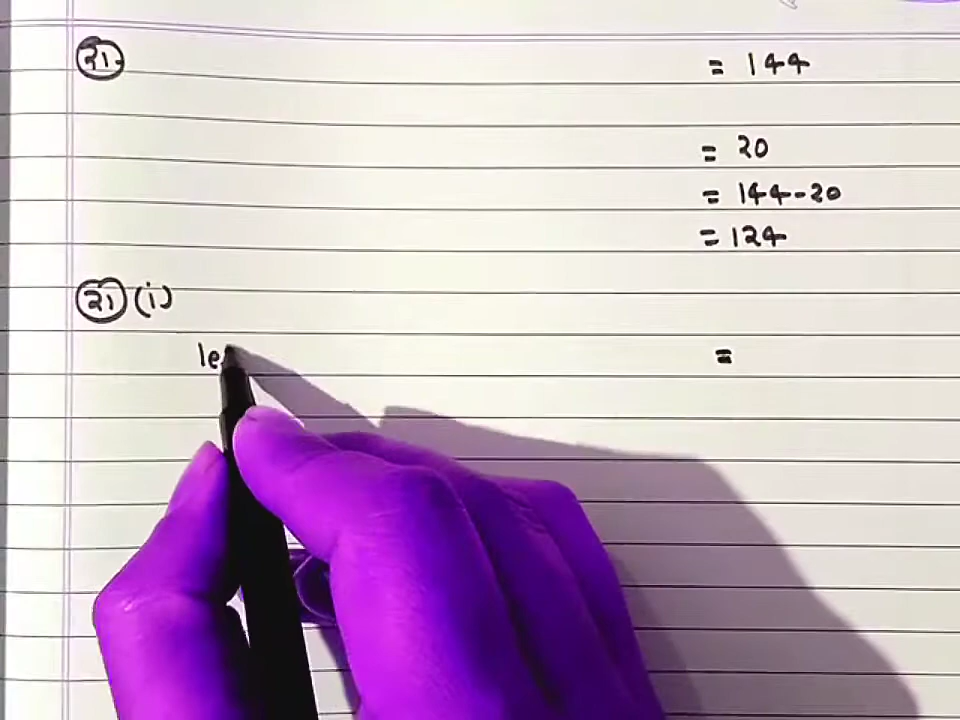 21. = 144
= 20
= 144-20
= 124
21 (i)
le =